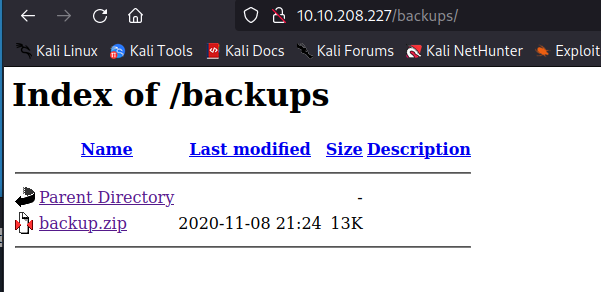 10.10.208.227/backups/
Kali Linux Kali Tools Kali Docs Kali Forums Kali NetHunter Exploit
Index of /backups
Name Last modified Size Description
Parent Directory -
backup.zip 2020-11-08 21:24 13K